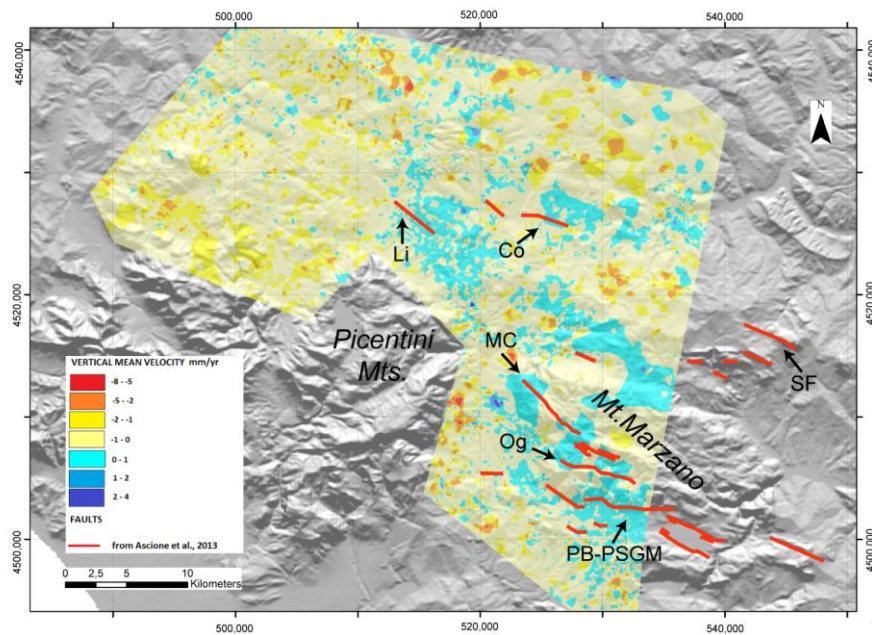 500,000 520,000 540,000
4540,000 4540,000
N
Li Co
4520,000 4520,000
Picentini
Mts.
MC
SF
Mt.Marzano
Og
VERTICAL MEAN VELOCITY mm/yr
-8 - -5
-5 - -2
-2 - -1
-1 - 0
0 - 1
1 - 2
2 - 4
FAULTS
from Ascione et al., 2013
4500,000 4500,000
PB-PSGM
0 2,5 5 10
Kilometers
500,000 520,000 540,000